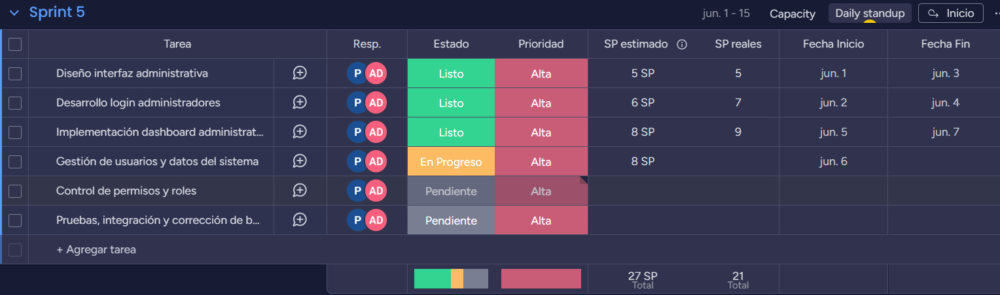 Sprint 5 jun. 1 - 15 Capacity Daily standup Inicio
Tarea Resp. Estado Prioridad SP estimado SP reales Fecha Inicio Fecha Fin
Diseño interfaz administrativa P AD Listo Alta 5 SP 5 jun. 1 jun. 3
Desarrollo login administradores P AD Listo Alta 6 SP 7 jun. 2 jun. 4
Implementación dashboard administrat... P AD Listo Alta 8 SP 9 jun. 5 jun. 7
Gestión de usuarios y datos del sistema P AD En Progreso Alta 8 SP jun. 6
Control de permisos y roles P AD Pendiente Alta
Pruebas, integración y corrección de b... P AD Pendiente Alta
+ Agregar tarea
27 SP 21
Total Total